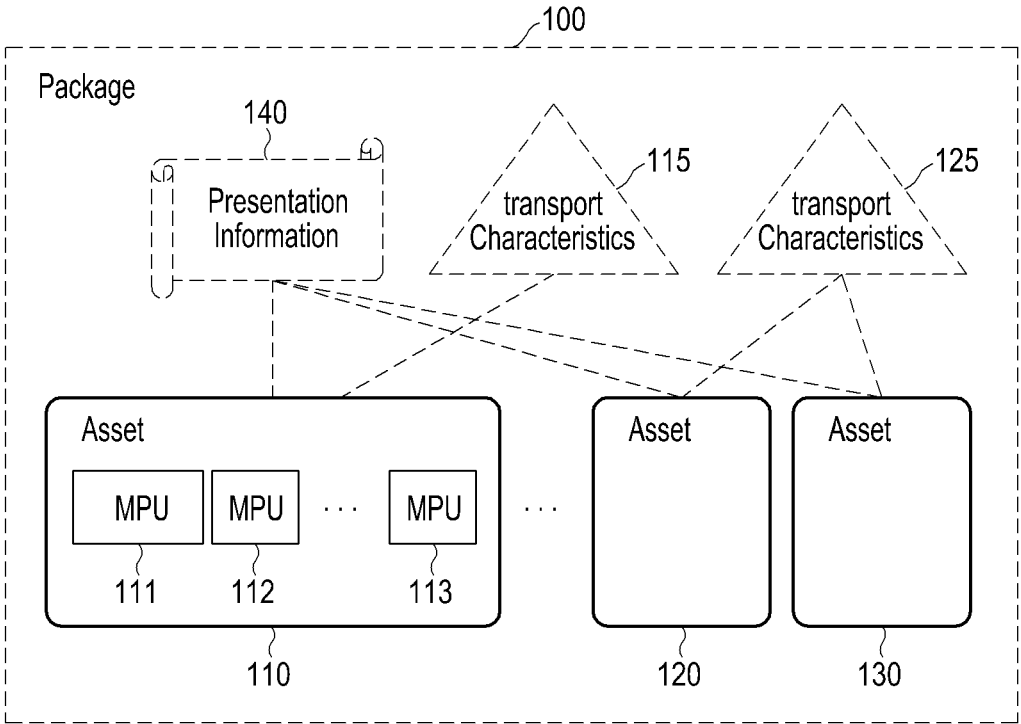 100
Package
140
115
125
Presentation
Information
transport
Characteristics
transport
Characteristics
Asset
Asset
Asset
MPU
MPU
...
MPU
...
111
112
113
110
120
130